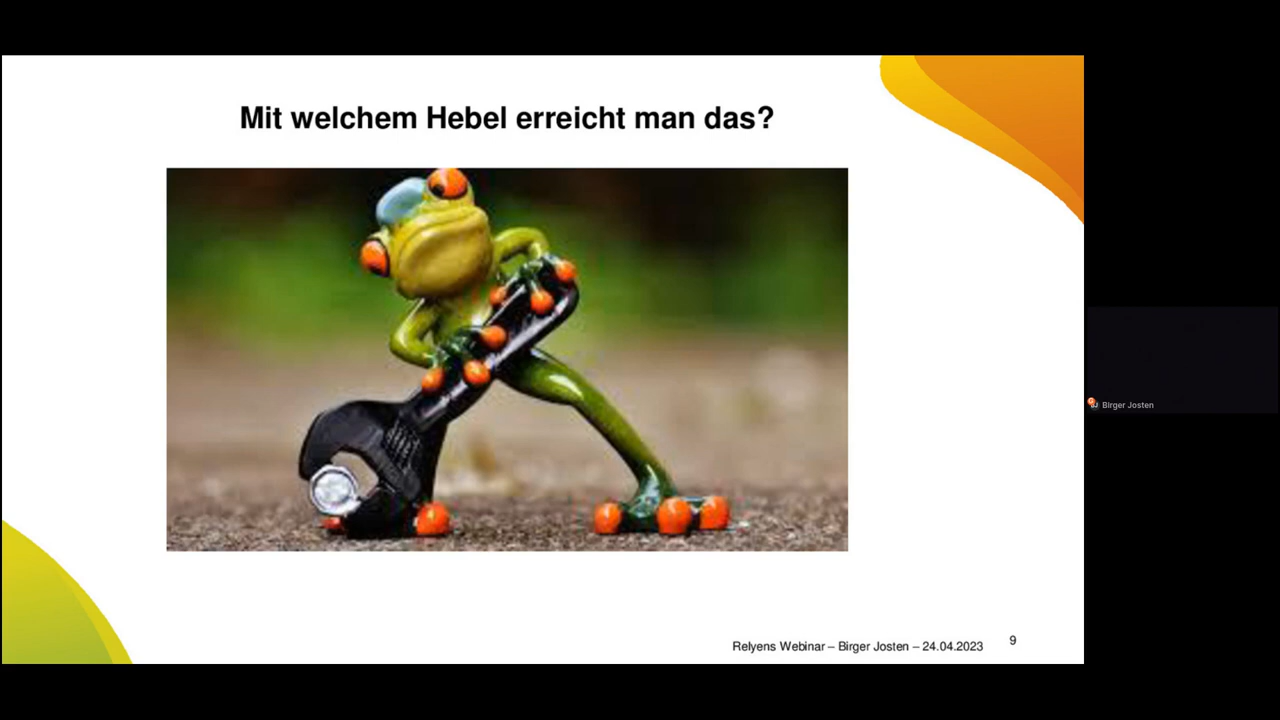 Mit welchem Hebel erreicht man das?
Birger Josten
Relyens Webinar – Birger Josten – 24.04.2023
9